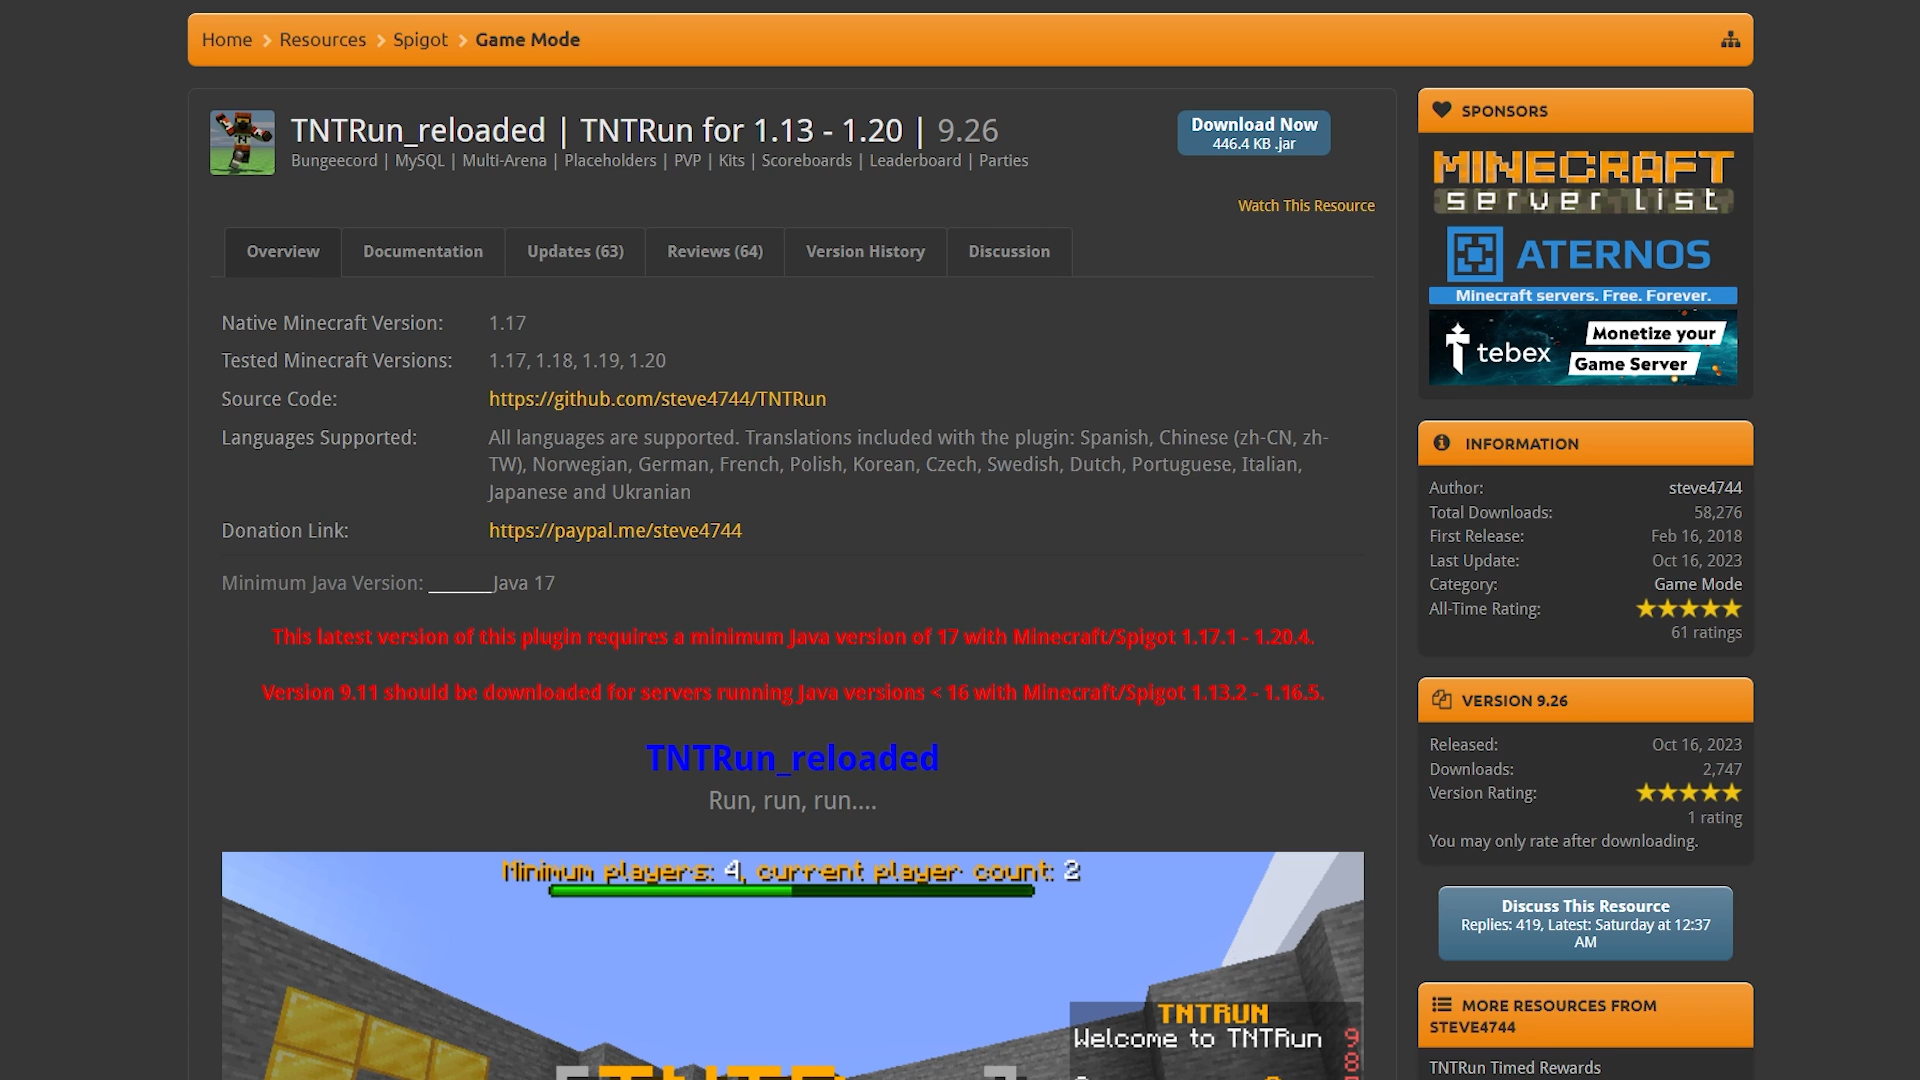 Home > Resources > Spigot > Game Mode
TNTRun_reloaded | TNTRun for 1.13 - 1.20 | 9.26
Bungeecord | MySQL | Multi-Arena | Placeholders | PVP | Kits | Scoreboards | Leaderboard | Parties
Download Now
446.4 KB .jar
Watch This Resource
Overview Documentation Updates (63) Reviews (64) Version History Discussion
Native Minecraft Version: 1.17
Tested Minecraft Versions: 1.17, 1.18, 1.19, 1.20
Source Code: https://github.com/steve4744/TNTRun
Languages Supported: All languages are supported. Translations included with the plugin: Spanish, Chinese (zh-CN, zh-
TW), Norwegian, German, French, Polish, Korean, Czech, Swedish, Dutch, Portuguese, Italian,
Japanese and Ukranian
Donation Link: https://paypal.me/steve4744
Minimum Java Version: ______Java 17
This latest version of this plugin requires a minimum Java version of 17 with Minecraft/Spigot 1.17.1 - 1.20.4.
Version 9.11 should be downloaded for servers running Java versions < 16 with Minecraft/Spigot 1.13.2 - 1.16.5.
TNTRun_reloaded
Run, run, run....
Minimum players: 4, current player count: 2
TNTRUN
Welcome to TNTRun 9
8
SPONSORS
MINECRAFT
server list
ATERNOS
Minecraft servers. Free. Forever.
tebex
Monetize your
Game Server
INFORMATION
Author: steve4744
Total Downloads: 58,276
First Release: Feb 16, 2018
Last Update: Oct 16, 2023
Category: Game Mode
All-Time Rating:
61 ratings
VERSION 9.26
Released: Oct 16, 2023
Downloads: 2,747
Version Rating:
1 rating
You may only rate after downloading.
Discuss This Resource
Replies: 419, Latest: Saturday at 12:37
AM
MORE RESOURCES FROM
STEVE4744
TNTRun Timed Rewards